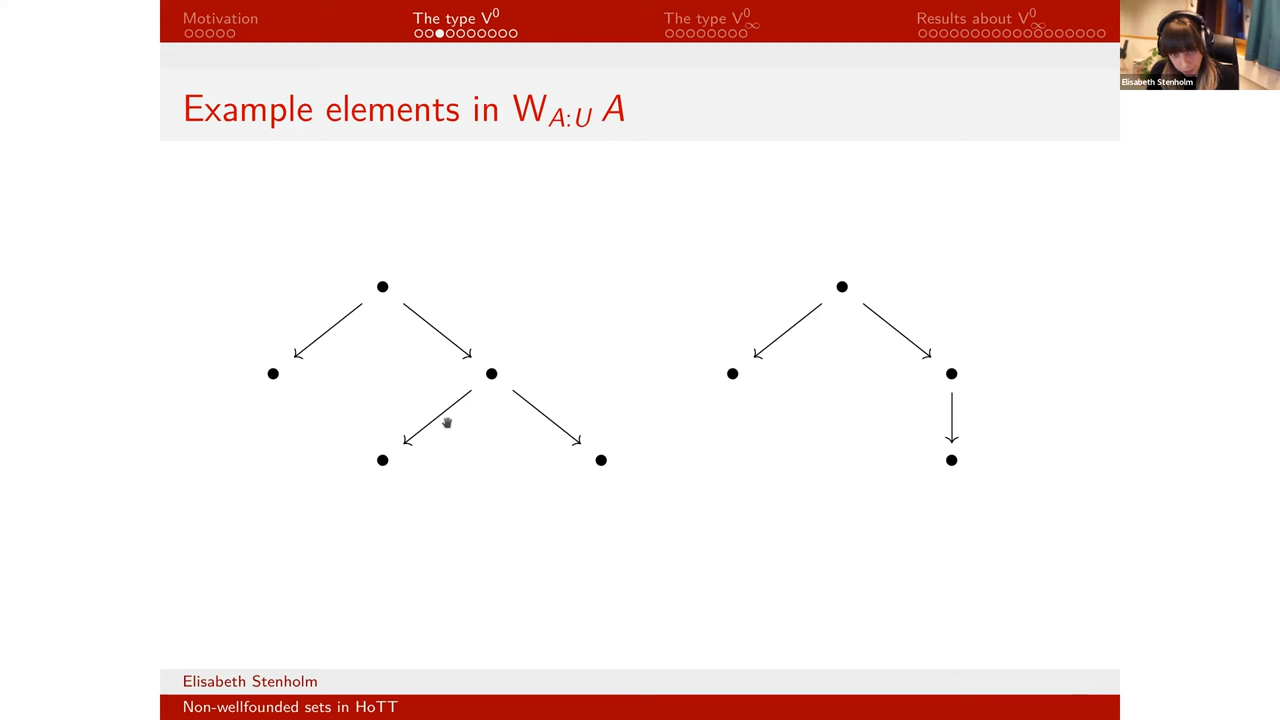 Motivation
The type V⁰
The type V⁰∞
Results about V⁰∞
Elisabeth Stenholm
Example elements in W_{A:U} A
Elisabeth Stenholm
Non-wellfounded sets in HoTT